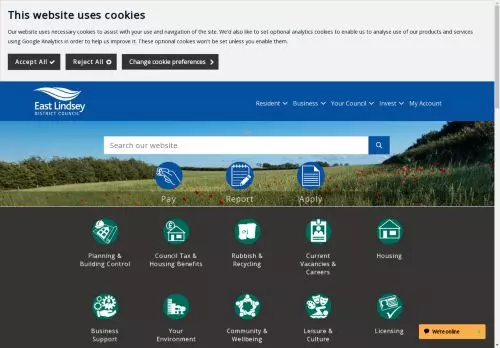 This website uses cookies
Our website uses necessary cookies to assist with your use and navigation of the site. We'd also like to set optional analytics cookies to enable us to analyse use of our products and services
using Google Analytics in order to help us improve it. These optional cookies won't be set unless you enable them.
Accept All
Reject All
Change cookie preferences
East Lindsey
DISTRICT COUNCIL
Resident
Business
Your Council
Invest
My Account
Search our website
Pay
Report
Apply
Planning &
Building Control
Council Tax &
Housing Benefits
Rubbish &
Recycling
Current
Vacancies &
Careers
Housing
Business
Support
Your
Environment
Community &
Wellbeing
Leisure &
Culture
Licensing
We're online